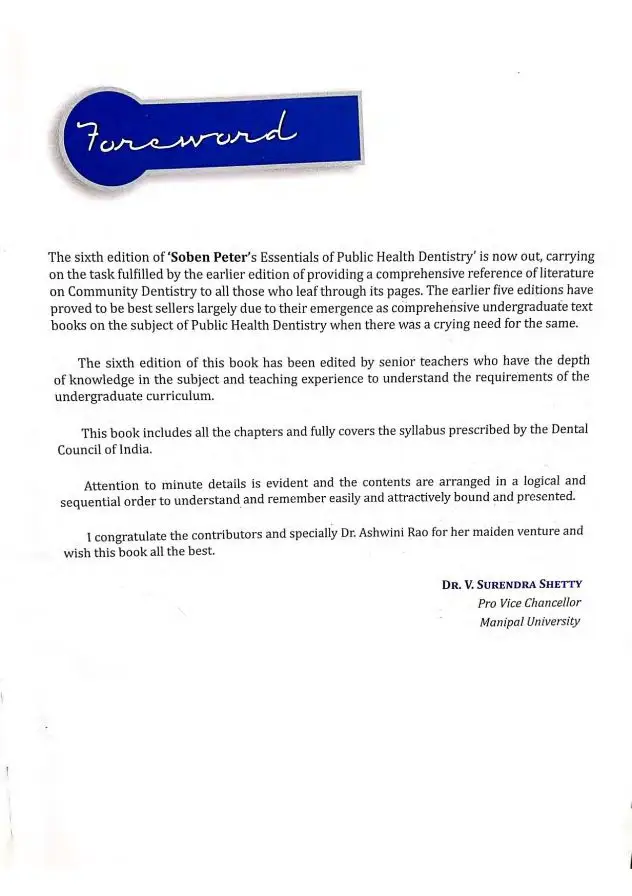 Foreword
The sixth edition of ‘Soben Peter’s Essentials of Public Health Dentistry’ is now out, carrying
on the task fulfilled by the earlier edition of providing a comprehensive reference of literature
on Community Dentistry to all those who leaf through its pages. The earlier five editions have
proved to be best sellers largely due to their emergence as comprehensive undergraduate text
books on the subject of Public Health Dentistry when there was a crying need for the same.
The sixth edition of this book has been edited by senior teachers who have the depth
of knowledge in the subject and teaching experience to understand the requirements of the
undergraduate curriculum.
This book includes all the chapters and fully covers the syllabus prescribed by the Dental
Council of India.
Attention to minute details is evident and the contents are arranged in a logical and
sequential order to understand and remember easily and attractively bound and presented.
I congratulate the contributors and specially Dr. Ashwini Rao for her maiden venture and
wish this book all the best.
DR. V. SURENDRA SHETTY
Pro Vice Chancellor
Manipal University